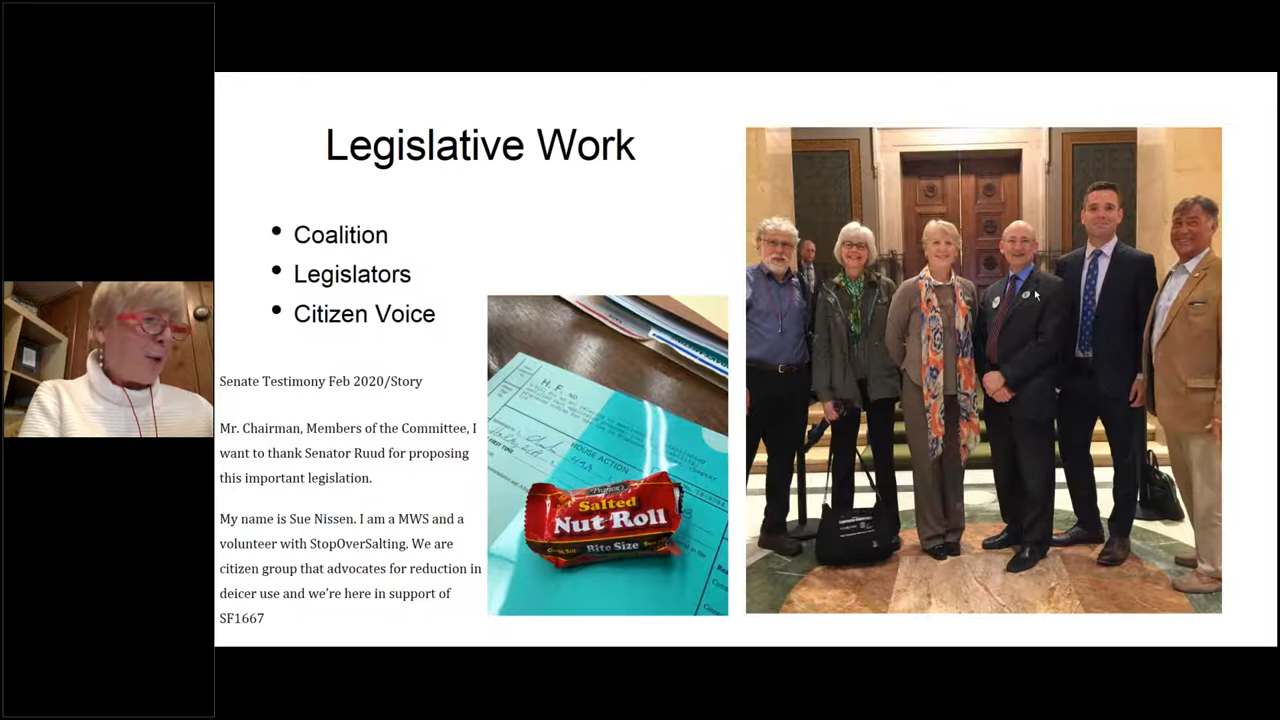 Legislative Work
Coalition
Legislators
Citizen Voice
Senate Testimony Feb 2020/Story
Mr. Chairman, Members of the Committee, I
want to thank Senator Ruud for proposing
this important legislation.
My name is Sue Nissen. I am a MWS and a
volunteer with StopOverSalting. We are
citizen group that advocates for reduction in
deicer use and we're here in support of
SF1667
H. F. NO.
HOUSE ACTION
Pearson's
Salted
Nut Roll
Bite Size